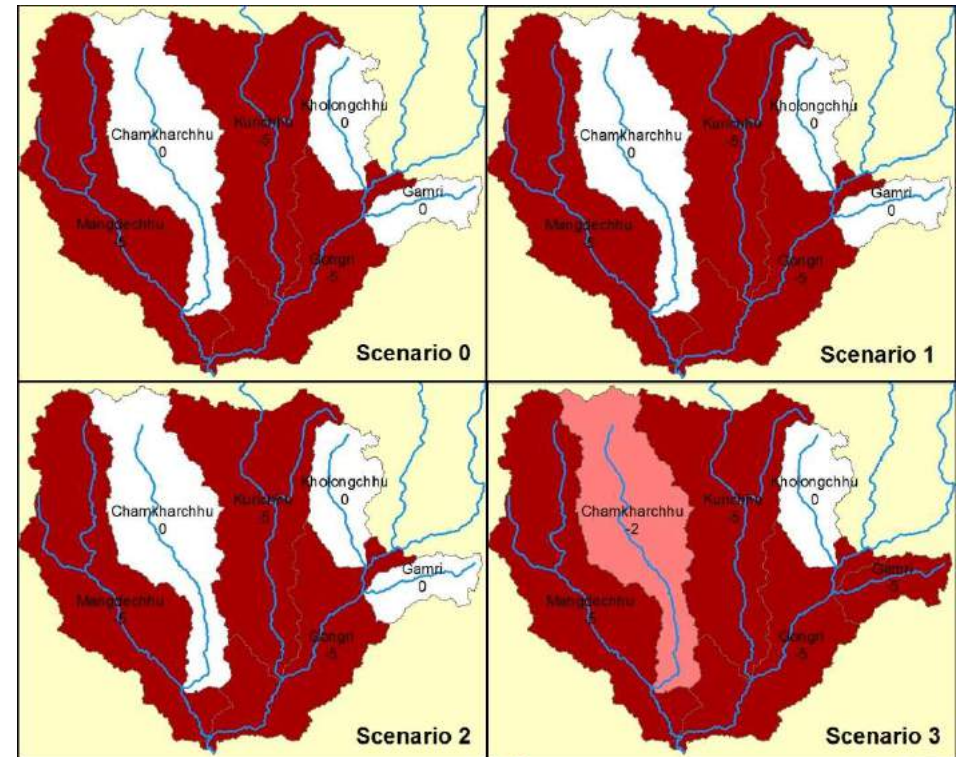 Kholongchhu
0
Chamkharchhu
0
Kurichhu
-5
Gamri
0
Mangdechhu
-5
Gongri
-5
Scenario 0
Kholongchhu
0
Chamkharchhu
0
Kurichhu
-5
Gamri
0
Mangdechhu
-5
Gongri
-5
Scenario 1
Kholongchhu
0
Chamkharchhu
0
Kurichhu
-5
Gamri
0
Mangdechhu
-5
Gongri
-5
Scenario 2
Kholongchhu
0
Chamkharchhu
-2
Kurichhu
-5
Gamri
-5
Mangdechhu
-5
Gongri
-5
Scenario 3